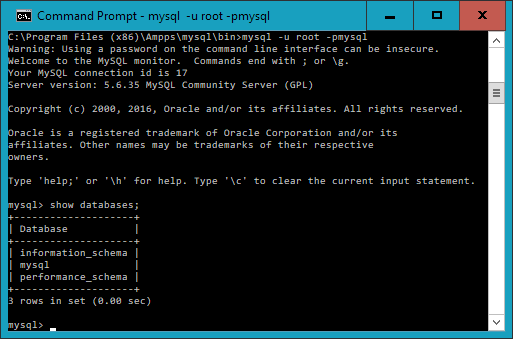 Command Prompt - mysql -u root -pmysql
C:\Program Files (x86)\Ampps\mysql\bin>mysql -u root -pmysql
Warning: Using a password on the command line interface can be insecure.
Welcome to the MySQL monitor.  Commands end with ; or \g.
Your MySQL connection id is 17
Server version: 5.6.35 MySQL Community Server (GPL)
Copyright (c) 2000, 2016, Oracle and/or its affiliates. All rights reserved.
Oracle is a registered trademark of Oracle Corporation and/or its
affiliates. Other names may be trademarks of their respective
owners.
Type 'help;' or '\h' for help. Type '\c' to clear the current input statement.
mysql> show databases;
+--------------------+
| Database           |
+--------------------+
| information_schema |
| mysql              |
| performance_schema |
+--------------------+
3 rows in set (0.00 sec)
mysql> _